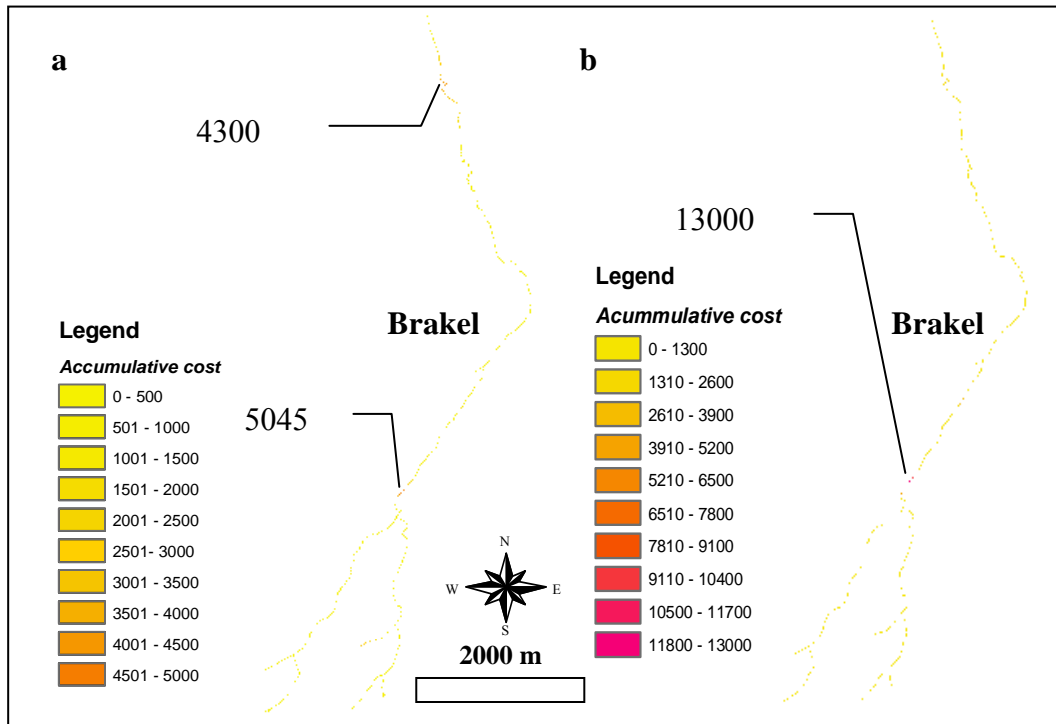 a
4300
Brakel
Legend
Accumulative cost
0 - 500
501 - 1000
1001 - 1500
1501 - 2000
2001 - 2500
2501- 3000
3001 - 3500
3501 - 4000
4001 - 4500
4501 - 5000
5045
N
W
E
S
2000 m
b
13000
Brakel
Legend
Acummulative cost
0 - 1300
1310 - 2600
2610 - 3900
3910 - 5200
5210 - 6500
6510 - 7800
7810 - 9100
9110 - 10400
10500 - 11700
11800 - 13000